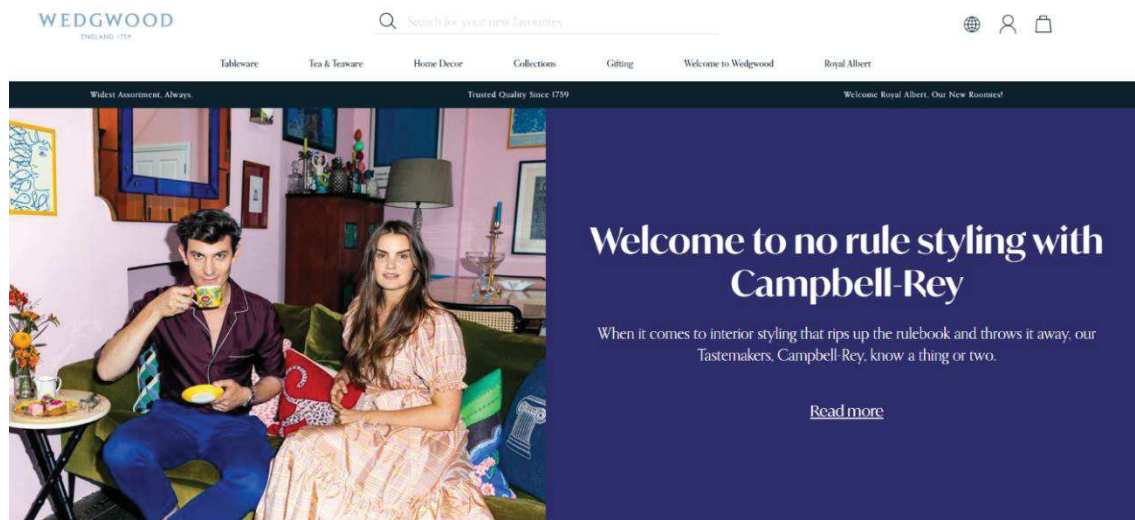 WEDGWOOD
ENGLAND 1759
Search for your new favourites
Tableware Tea & Teaware Home Decor Collections Gifting Welcome to Wedgwood Royal Albert
Widest Assortment, Always. Trusted Quality Since 1759 Welcome Royal Albert, Our New Roomies!
Welcome to no rule styling with
Campbell-Rey
When it comes to interior styling that rips up the rulebook and throws it away, our
Tastemakers, Campbell-Rey, know a thing or two.
Read more